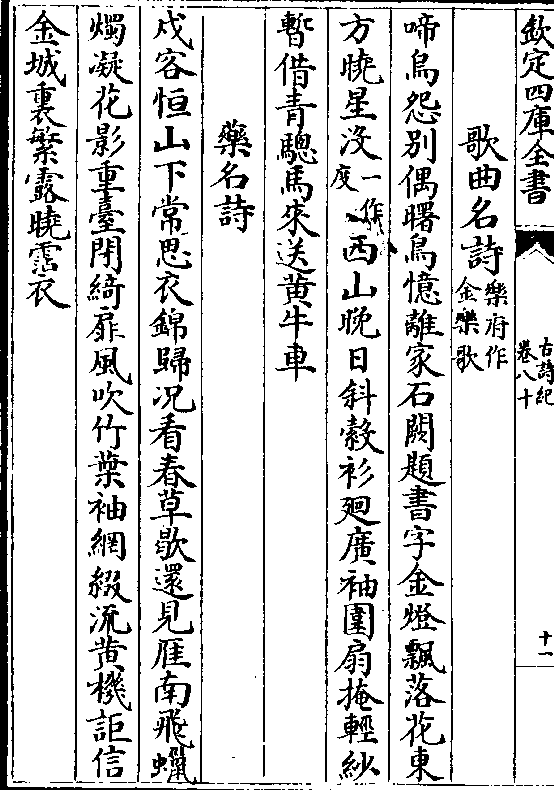 欽定四庫全書
古詩紀
卷八十
十一
歌曲名詩樂府作金樂歌
啼烏怨别偶曙鳥憶離家石闕題書字金燈飄落花東
方曉星没一作度西山晚日斜縠衫廻廣袖團扇掩輕紗
暫借青驄馬來送黄牛車
藥名詩
戍客恒山下常思衣錦歸况看春草歇還見雁南飛蠟
燭凝花影重臺閉綺扉風吹竹葉袖網綴流黄機詎信
金城裏繁露曉霑衣